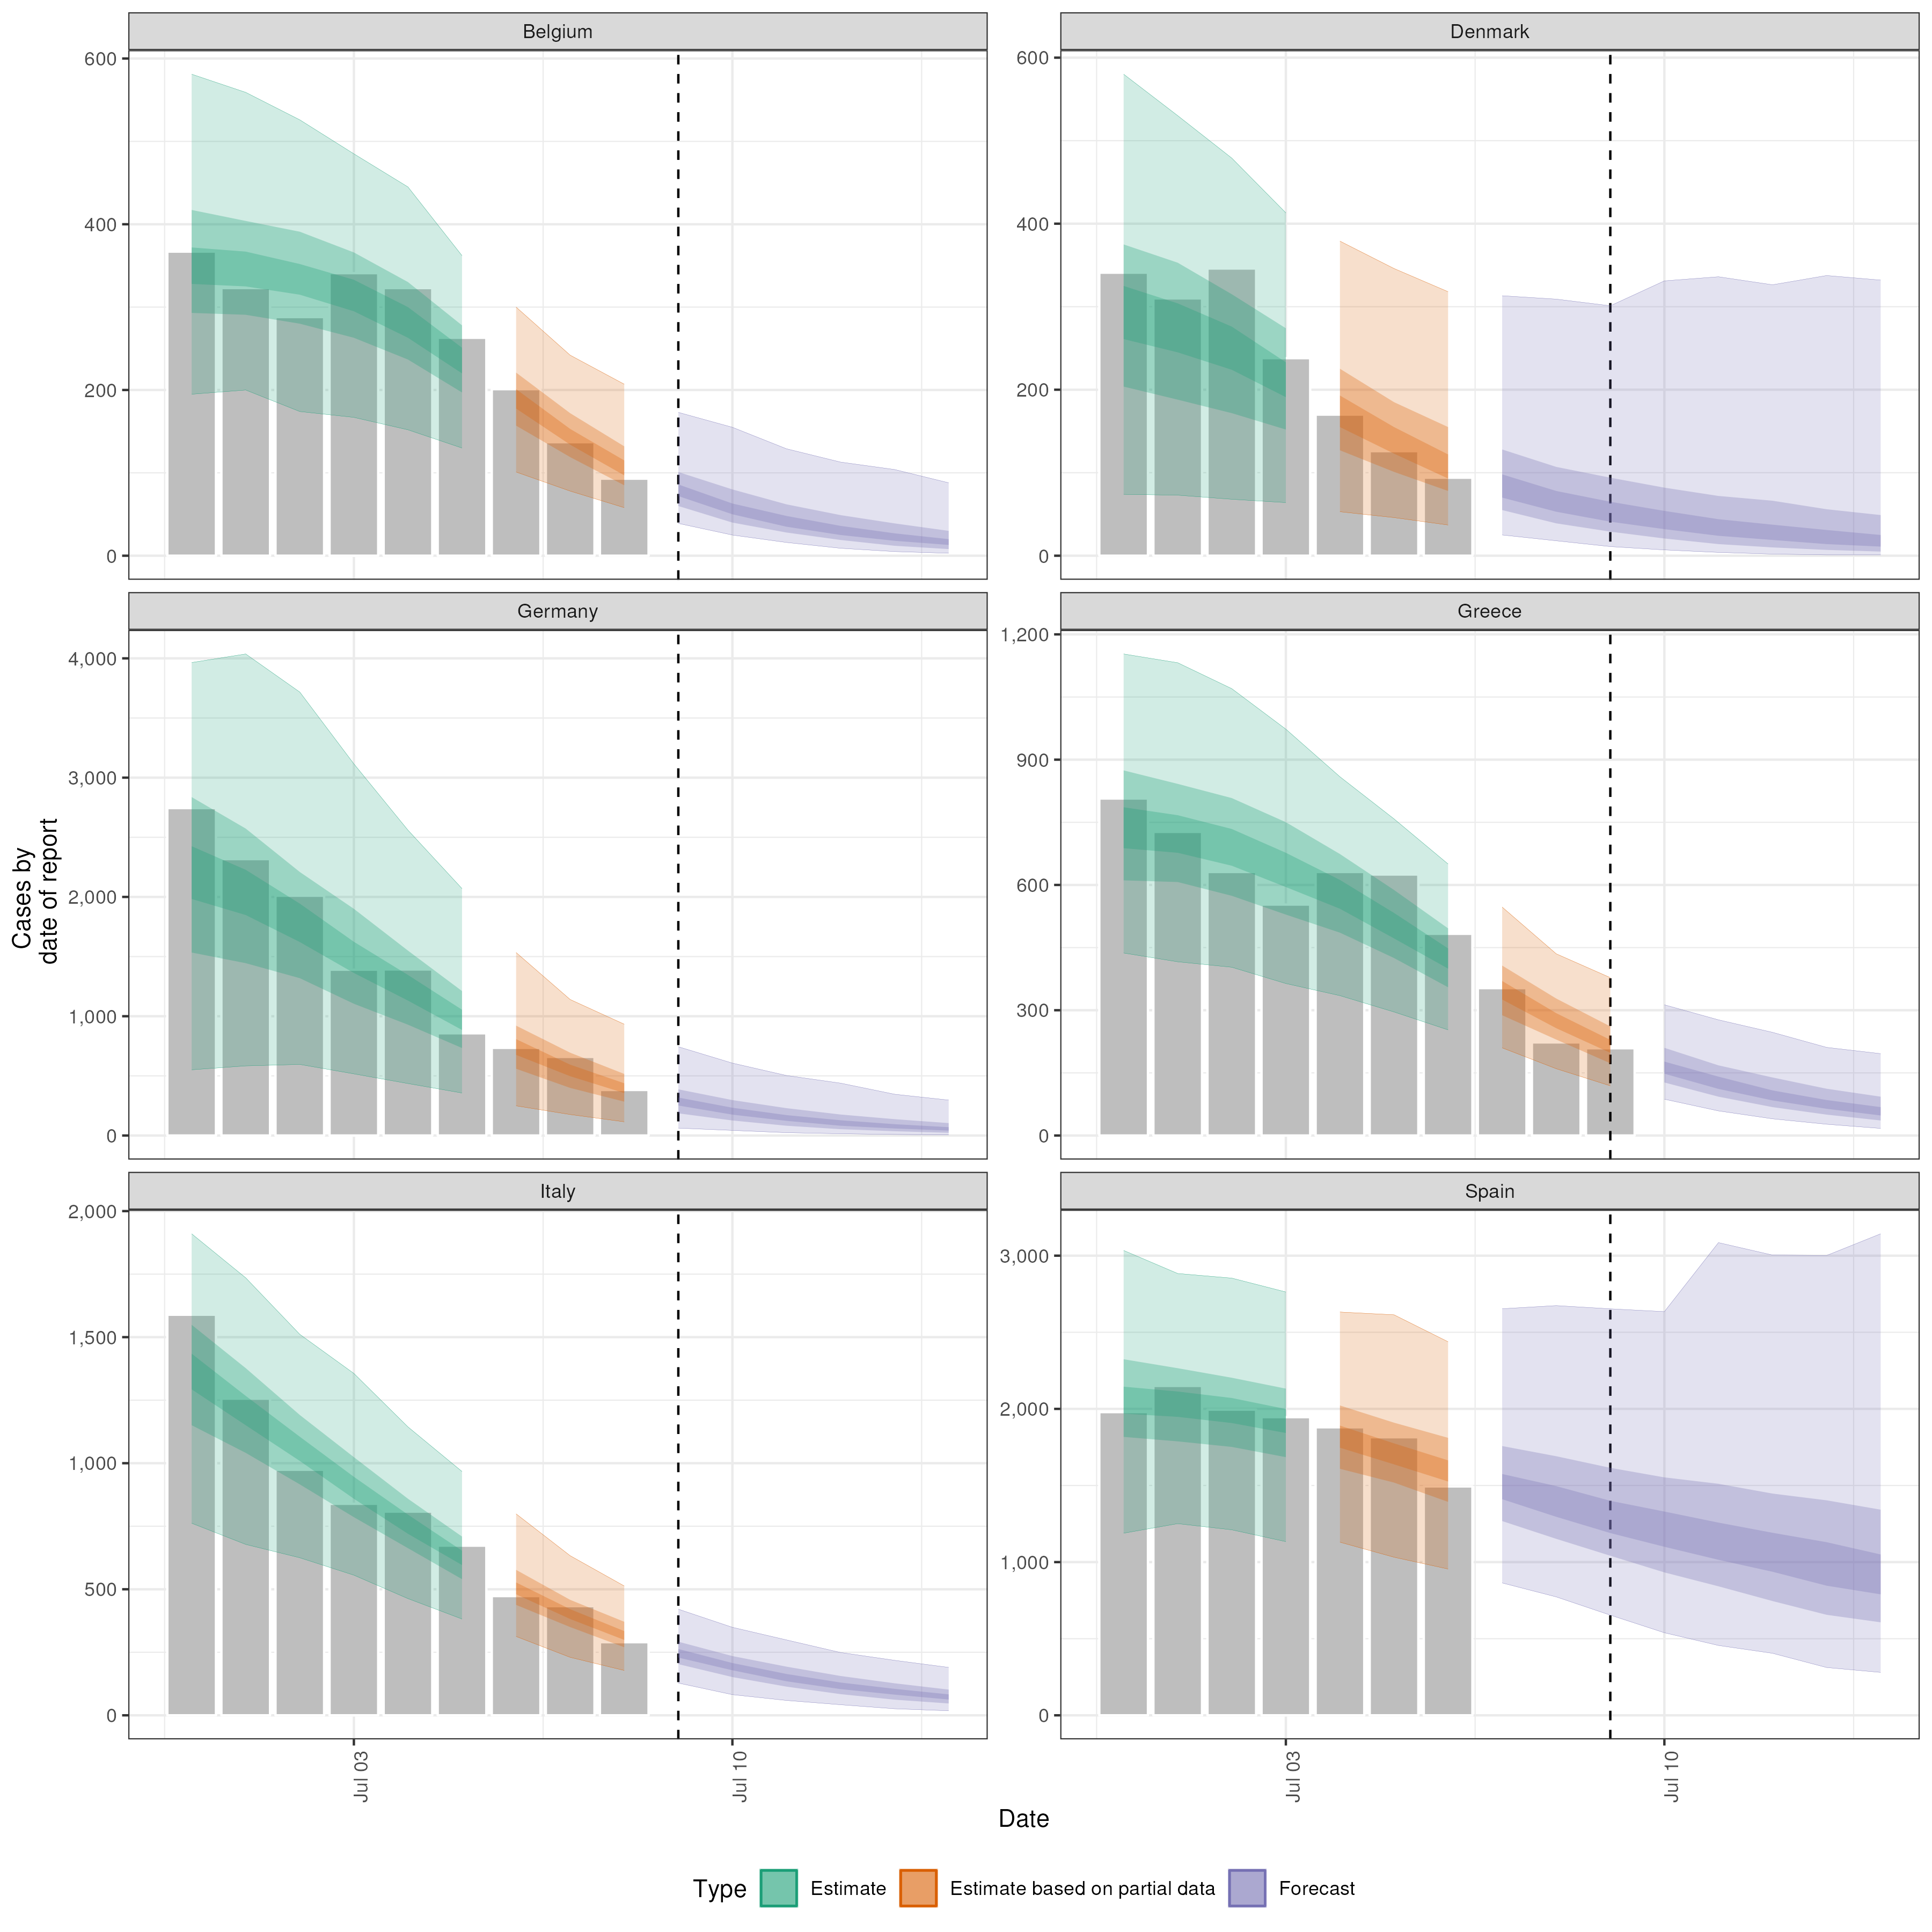 Belgium
Denmark
600
400
200
0
600
400
200
0
Germany
Greece
4,000
3,000
2,000
1,000
0
1,200
900
600
300
0
Italy
Spain
2,000
1,500
1,000
500
0
3,000
2,000
1,000
0
Cases by
date of report
Jul 03
Jul 10
Jul 03
Jul 10
Date
Type
Estimate
Estimate based on partial data
Forecast